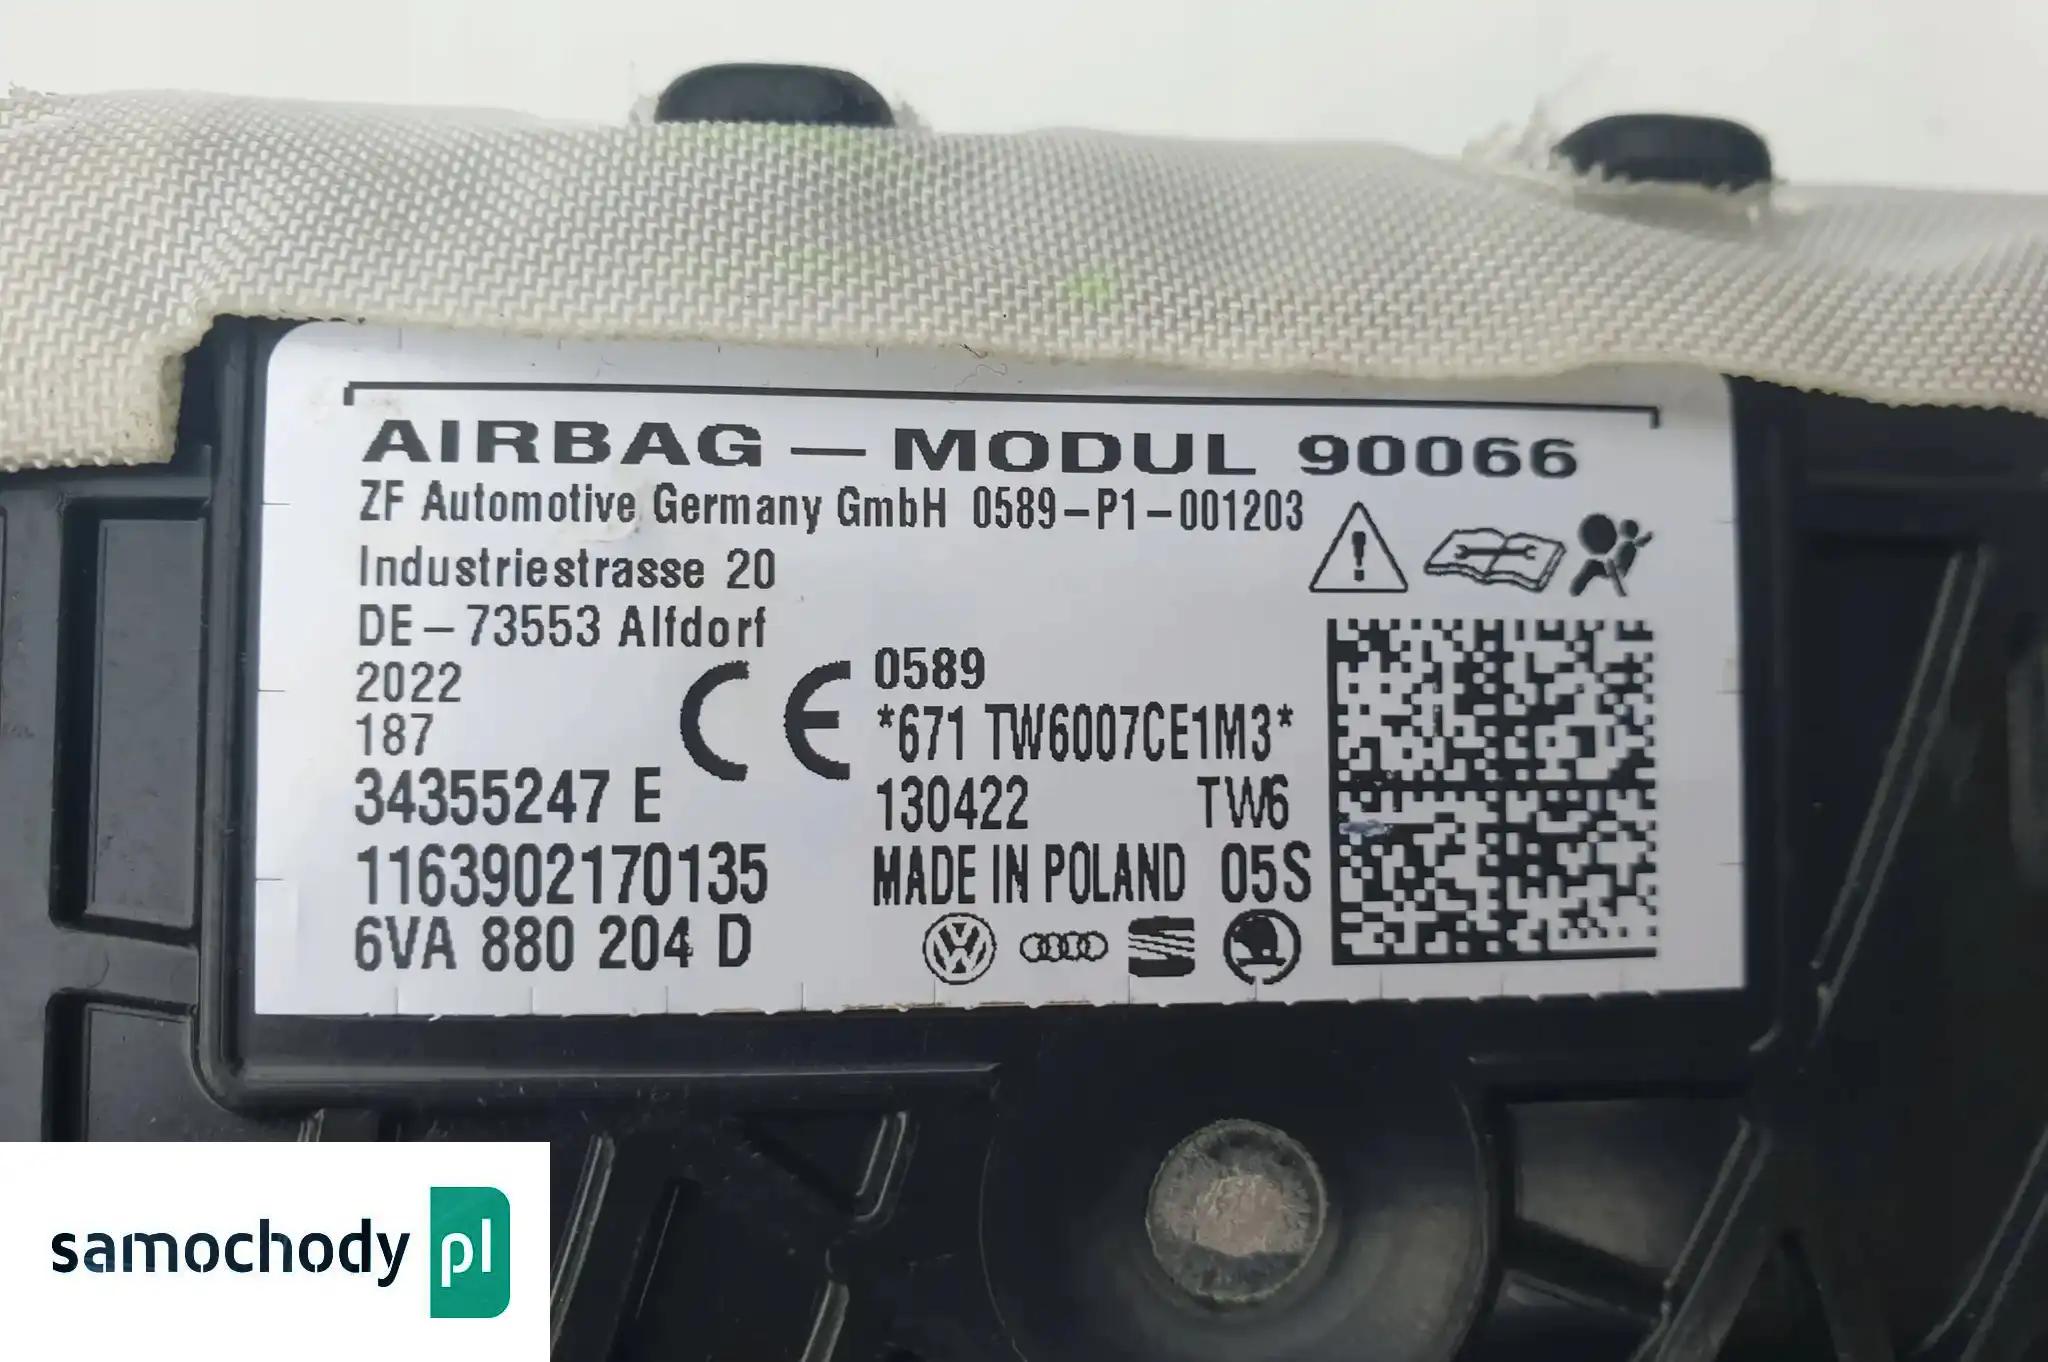 AIRBAG — MODUL 90066
ZF Automotive Germany GmbH 0589-P1-001203
Industriestrasse 20
DE-73553 Alfdorf
2022
187
CE 0589
*671 TW6007CE1M3*
34355247 E
130422 TW6
1163902170135
MADE IN POLAND 05S
6VA 880 204 D
samochody pl